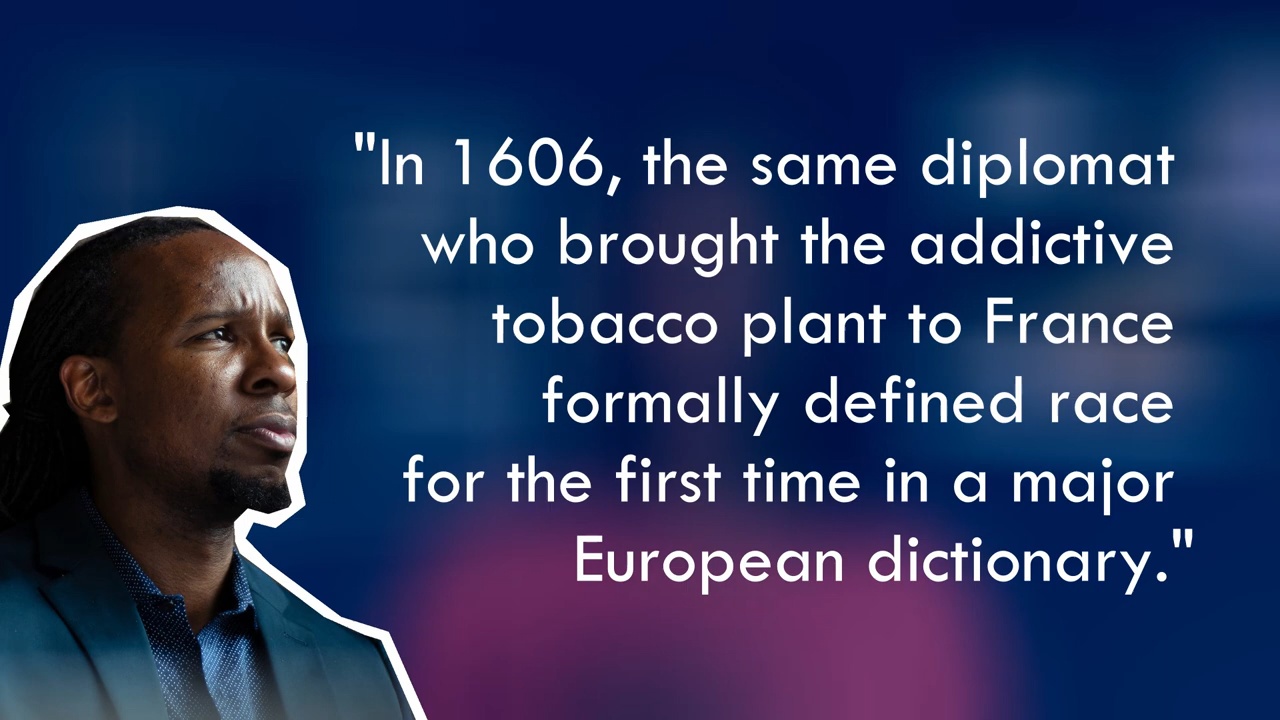 "In 1606, the same diplomat
who brought the addictive
tobacco plant to France
formally defined race
for the first time in a major
European dictionary."